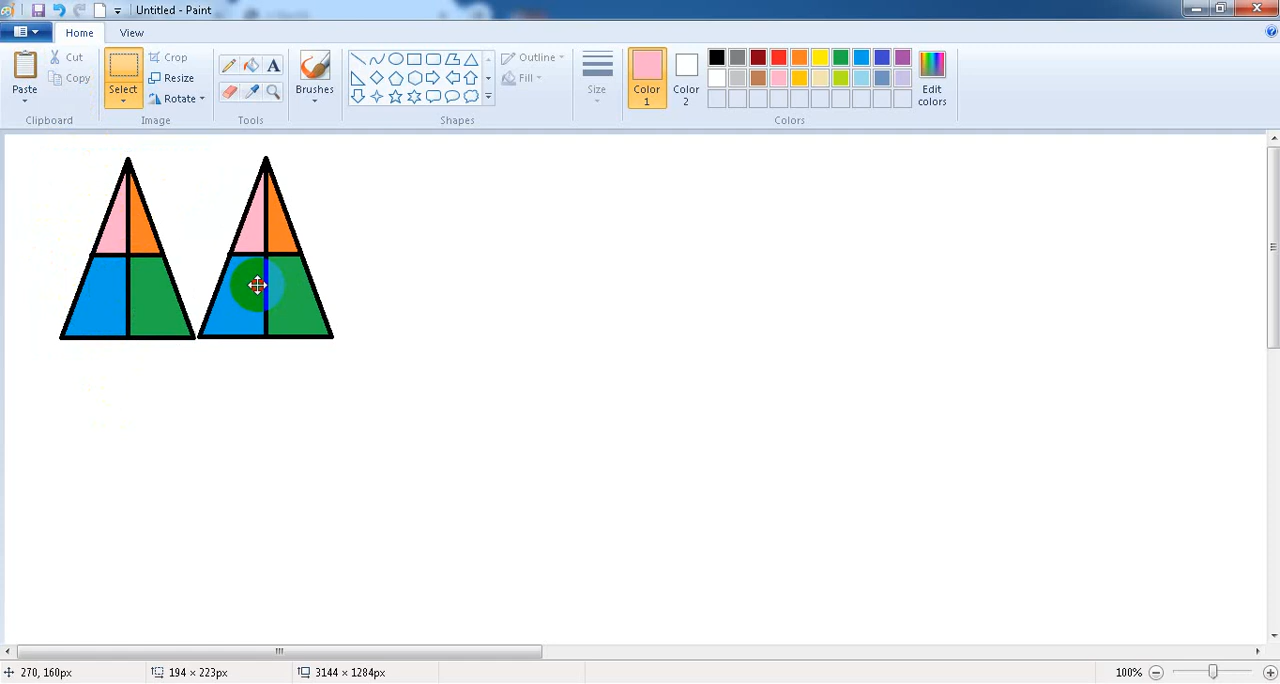 Untitled - Paint
Home View
Paste
Cut
Copy
Clipboard
Select
Crop
Resize
Rotate
Image
A
Tools
Brushes
Outline
Fill
Shapes
Size
Color 1
Color 2
Edit colors
Colors
270, 160px
194 × 223px
3144 × 1284px
100%